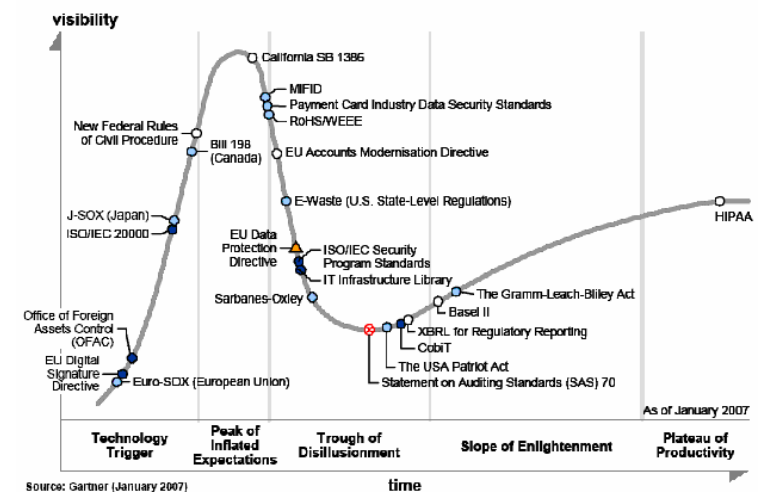 visibility
California SB 1386
MIFID
Payment Card Industry Data Security Standards
RoHS/WEEE
New Federal Rules
of Civil Procedure
Bill 198
(Canada)
EU Accounts Modernisation Directive
E-Waste (U.S. State-Level Regulations)
J-SOX (Japan)
ISO/IEC 20000
HIPAA
EU Data
Protection
Directive
ISO/IEC Security
Program Standards
IT Infrastructure Library
Sarbanes-Oxley
The Gramm-Leach-Bliley Act
Basel II
XBRL for Regulatory Reporting
CobiT
The USA Patriot Act
Statement on Auditing Standards (SAS) 70
Office of Foreign
Assets Control
(OFAC)
EU Digital
Signature
Directive
Euro-SOX (European Union)
As of January 2007
Technology
Trigger
Peak of
Inflated
Expectations
Trough of
Disillusionment
Slope of Enlightenment
Plateau of
Productivity
time
Source: Gartner (January 2007)